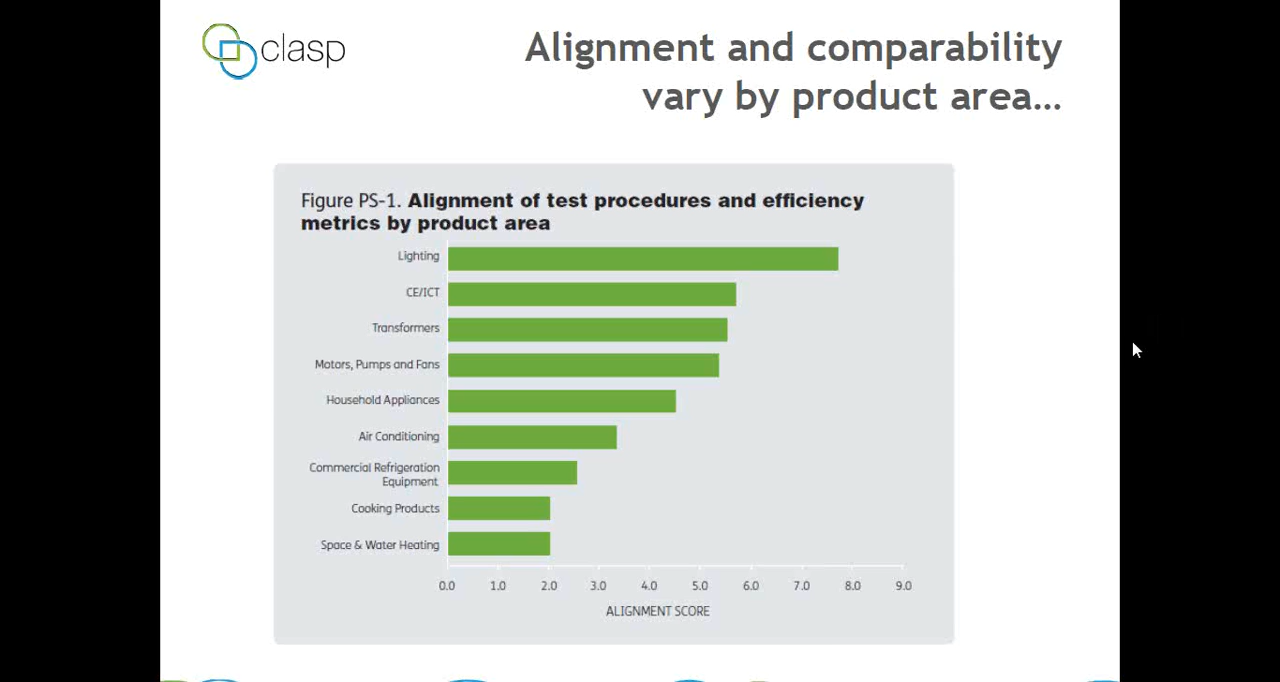 clasp
Alignment and comparability
vary by product area...
Figure PS-1. Alignment of test procedures and efficiency
metrics by product area
Lighting
CE/ICT
Transformers
Motors, Pumps and Fans
Household Appliances
Air Conditioning
Commercial Refrigeration
Equipment
Cooking Products
Space & Water Heating
0.0 1.0 2.0 3.0 4.0 5.0 6.0 7.0 8.0 9.0
ALIGNMENT SCORE